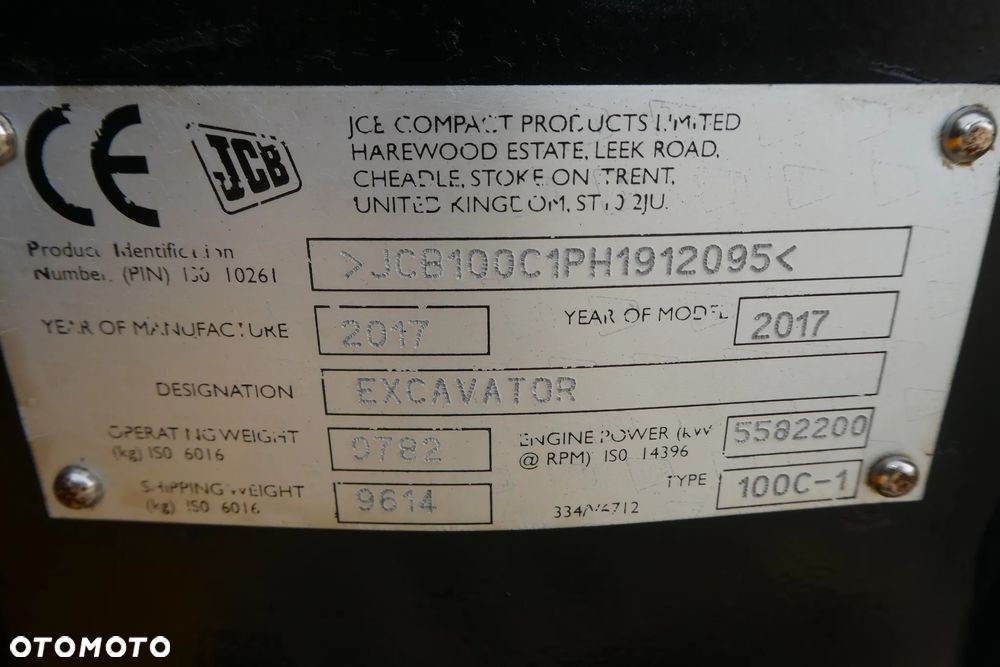 CE
JCB
JCB COMPACT PRODUCTS LIMITED
HAREWOOD ESTATE, LEEK ROAD,
CHEADLE, STOKE ON TRENT,
UNITED KINGDOM, ST10 2JU.
Product Identification
Number. (PIN) ISO 10261
>JCB100C1PH1912095<
YEAR OF MANUFACTURE 2017 YEAR OF MODEL 2017
DESIGNATION EXCAVATOR
OPERATING WEIGHT
(kg) ISO 6016 9782
ENGINE POWER (kW
@ RPM) ISO 14396 5582200
SHIPPING WEIGHT
(kg) ISO 6016 9614
TYPE 100C-1
OTOMOTO